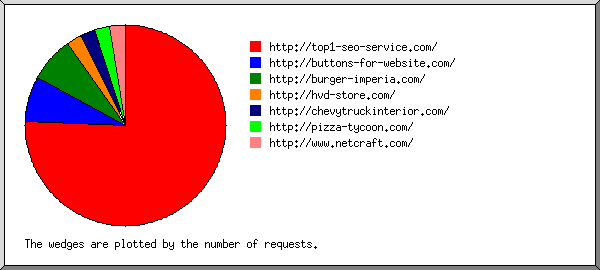 http://top1-seo-service.com/
http://buttons-for-website.com/
http://burger-imperia.com/
http://hvd-store.com/
http://chevytruckinterior.com/
http://pizza-tycoon.com/
http://www.netcraft.com/
The wedges are plotted by the number of requests.